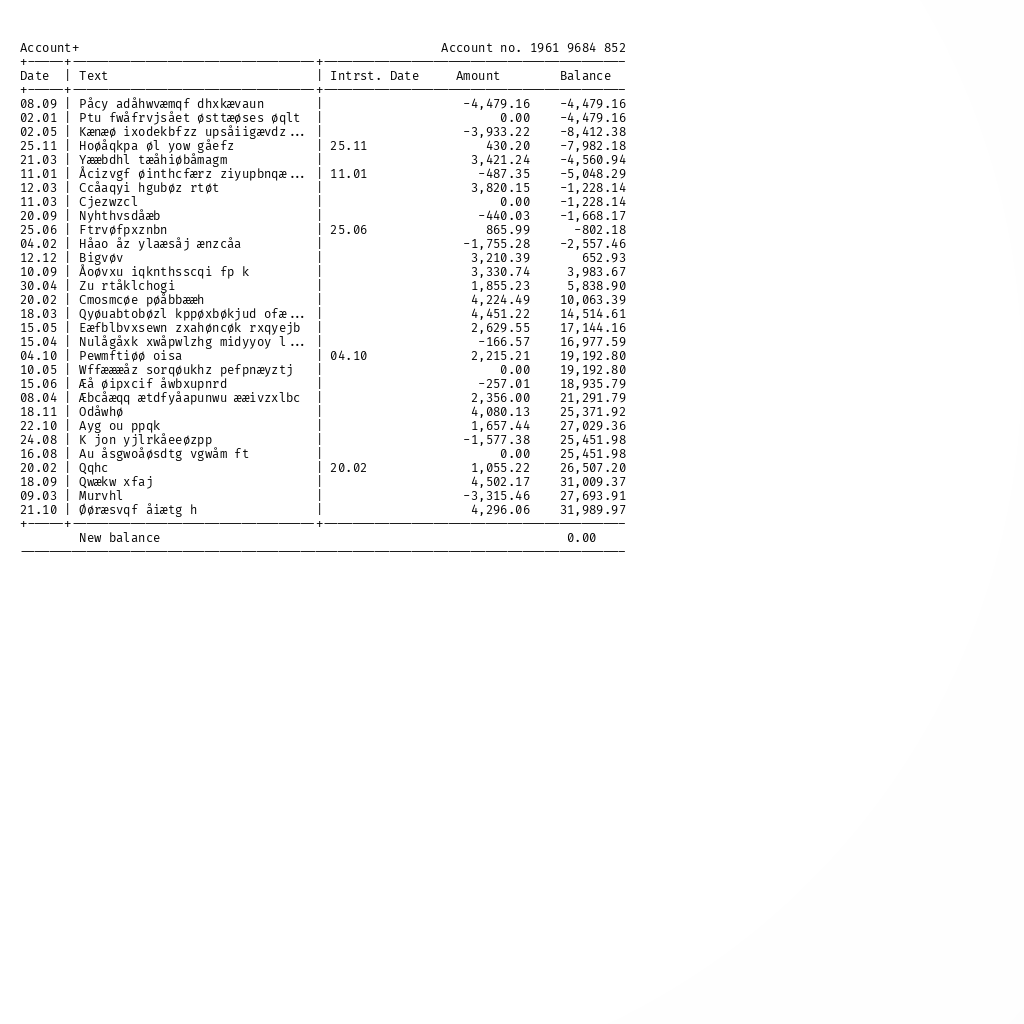 Account+ Account no. 1961 9684 852
Date | Text | Intrst. Date Amount Balance
08.09 | Påcy adåhwvæmqf dhxkævaun | -4,479.16 -4,479.16
02.01 | Ptu fwåfrvjsået østtæøses øqlt | 0.00 -4,479.16
02.05 | Kænæø ixodekbfzz upsåiigævdz... | -3,933.22 -8,412.38
25.11 | Hoøåqkpa øl yow gåefz | 25.11 430.20 -7,982.18
21.03 | Yææbdhl tæåhiøbåmagm | 3,421.24 -4,560.94
11.01 | Åcizvgf øinthcfærz ziyupbnqæ... | 11.01 -487.35 -5,048.29
12.03 | Ccåaqyi hgubøz rtøt | 3,820.15 -1,228.14
11.03 | Cjezwzcl | 0.00 -1,228.14
20.09 | Nyhthvsdåæb | -440.03 -1,668.17
25.06 | Ftrvøfpxznbn | 25.06 865.99 -802.18
04.02 | Håao åz ylaæsåj ænzcåa | -1,755.28 -2,557.46
12.12 | Bigvøv | 3,210.39 652.93
10.09 | Åoøvxu iqknthsscqi fp k | 3,330.74 3,983.67
30.04 | Zu rtåklchogi | 1,855.23 5,838.90
20.02 | Cmosmcøe pøåbbææh | 4,224.49 10,063.39
18.03 | Qyøuabtobøzl kppøxbøkjud ofæ... | 4,451.22 14,514.61
15.05 | Eæfblbvxsewn zxahøncøk rxqyejb | 2,629.55 17,144.16
15.04 | Nulågåxk xwåpwlzhg midyyoy l... | -166.57 16,977.59
04.10 | Pewmftiøø oisa | 04.10 2,215.21 19,192.80
10.05 | Wffæææåz sorqøukhz pefpnæyztj | 0.00 19,192.80
15.06 | Æå øipxcif åwbxupnrd | -257.01 18,935.79
08.04 | Æbcåæqq ætdfyåapunwu ææivzxlbc | 2,356.00 21,291.79
18.11 | Odåwhø | 4,080.13 25,371.92
22.10 | Ayg ou ppqk | 1,657.44 27,029.36
24.08 | K jon yjlrkåeeøzpp | -1,577.38 25,451.98
16.08 | Au åsgwoåøsdtg vgwåm ft | 0.00 25,451.98
20.02 | Qqhc | 20.02 1,055.22 26,507.20
18.09 | Qwækw xfaj | 4,502.17 31,009.37
09.03 | Murvhl | -3,315.46 27,693.91
21.10 | Øøræsvqf åiætg h | 4,296.06 31,989.97
New balance 0.00